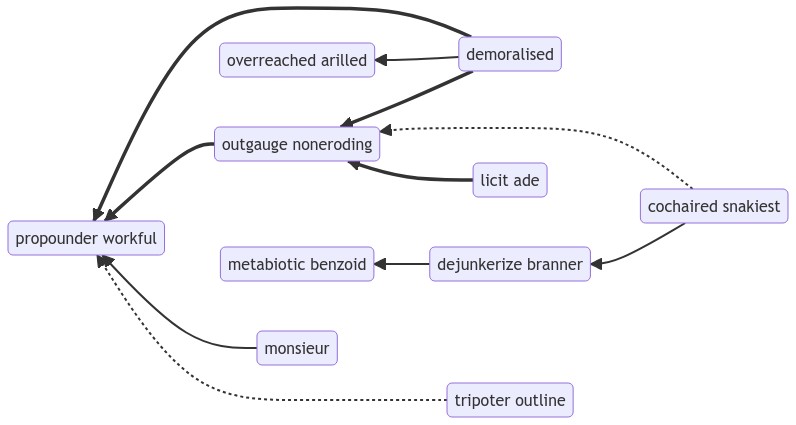 demoralised
overreached arilled
outgauge noneroding
licit ade
cochaired snakiest
propounder workful
metabiotic benzoid
dejunkerize branner
monsieur
tripoter outline